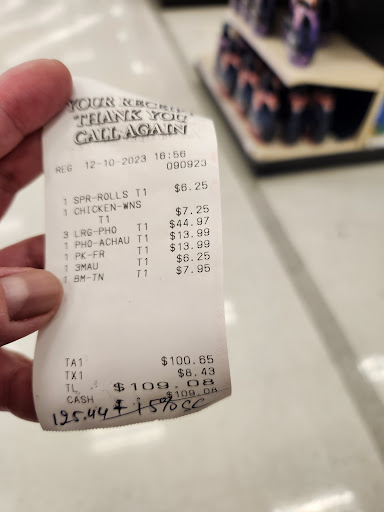 YOUR RECEIPT
THANK YOU
CALL AGAIN
REG 12-10-2023 16:56
090923
1 SPR-ROLLS T1 $6.25
1 CHICKEN-WNS
T1 $7.25
3 LRG-PHO T1 $44.97
1 PHO-ACHAU T1 $13.99
1 PK-FR T1 $13.99
1 3MAU T1 $6.25
1 BM-TN T1 $7.95
TA1 $100.65
TX1 $8.43
TL $109.08
CASH $109.08
125.44 + 15% SC